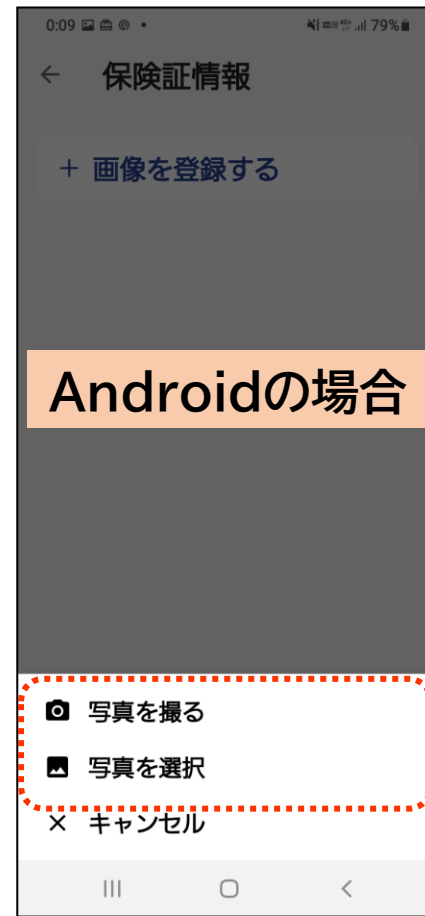 0:09 79%
保険証情報
+ 画像を登録する
Androidの場合
写真を撮る
写真を選択
× キャンセル